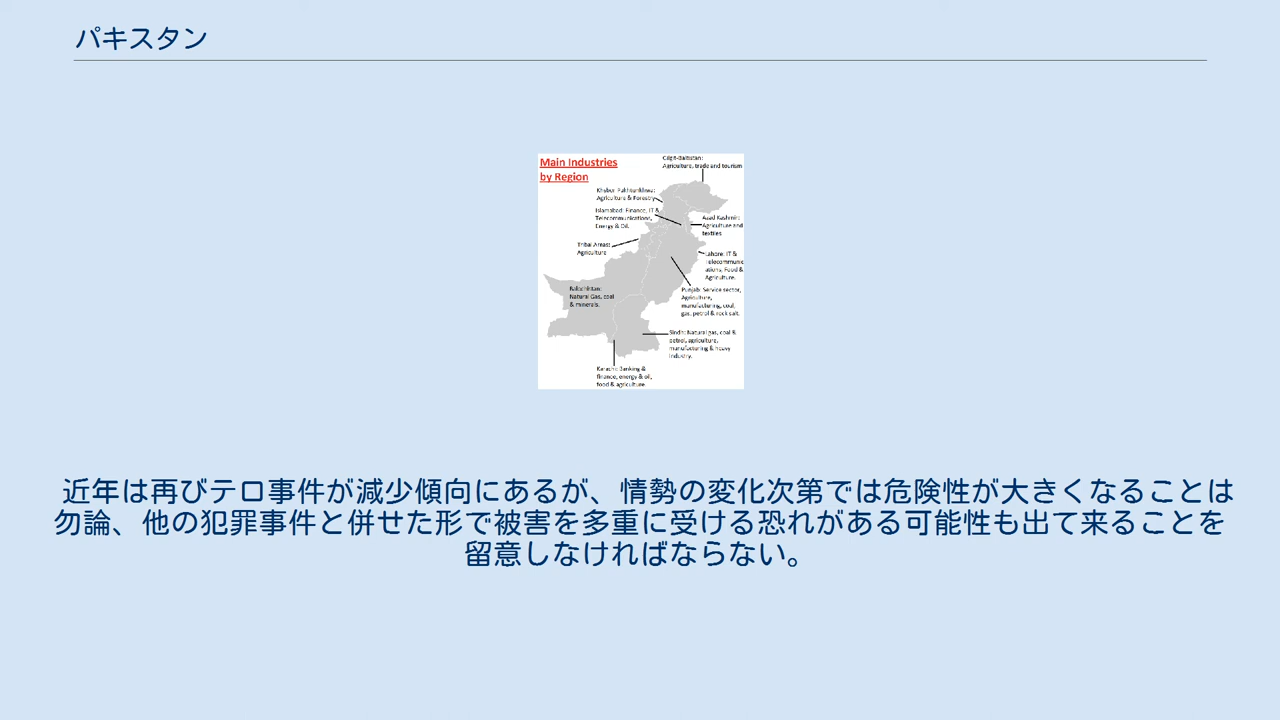 パキスタン
Main Industries
by Region
Gilgit-Baltistan:
Agriculture, trade and tourism
Khyber Pakhtunkhwa:
Agriculture & Forestry
Islamabad: Finance, IT &
Telecommunications,
Energy & Oil.
Azad Kashmir:
Agriculture and
textiles
Tribal Areas:
Agriculture
Lahore: IT &
Telecommunic
ations, Food &
Agriculture.
Balochistan:
Natural Gas, coal
& minerals.
Punjab: Service sector,
Agriculture,
manufacturing, coal,
gas, petrol & rock salt.
Sindh: Natural gas, coal &
petrol, agriculture,
manufacturing & heavy
industry.
Karachi: Banking &
finance, energy & oil,
food & agriculture.
近年は再びテロ事件が減少傾向にあるが、情勢の変化次第では危険性が大きくなることは
勿論、他の犯罪事件と併せた形で被害を多重に受ける恐れがある可能性も出て来ることを
留意しなければならない。